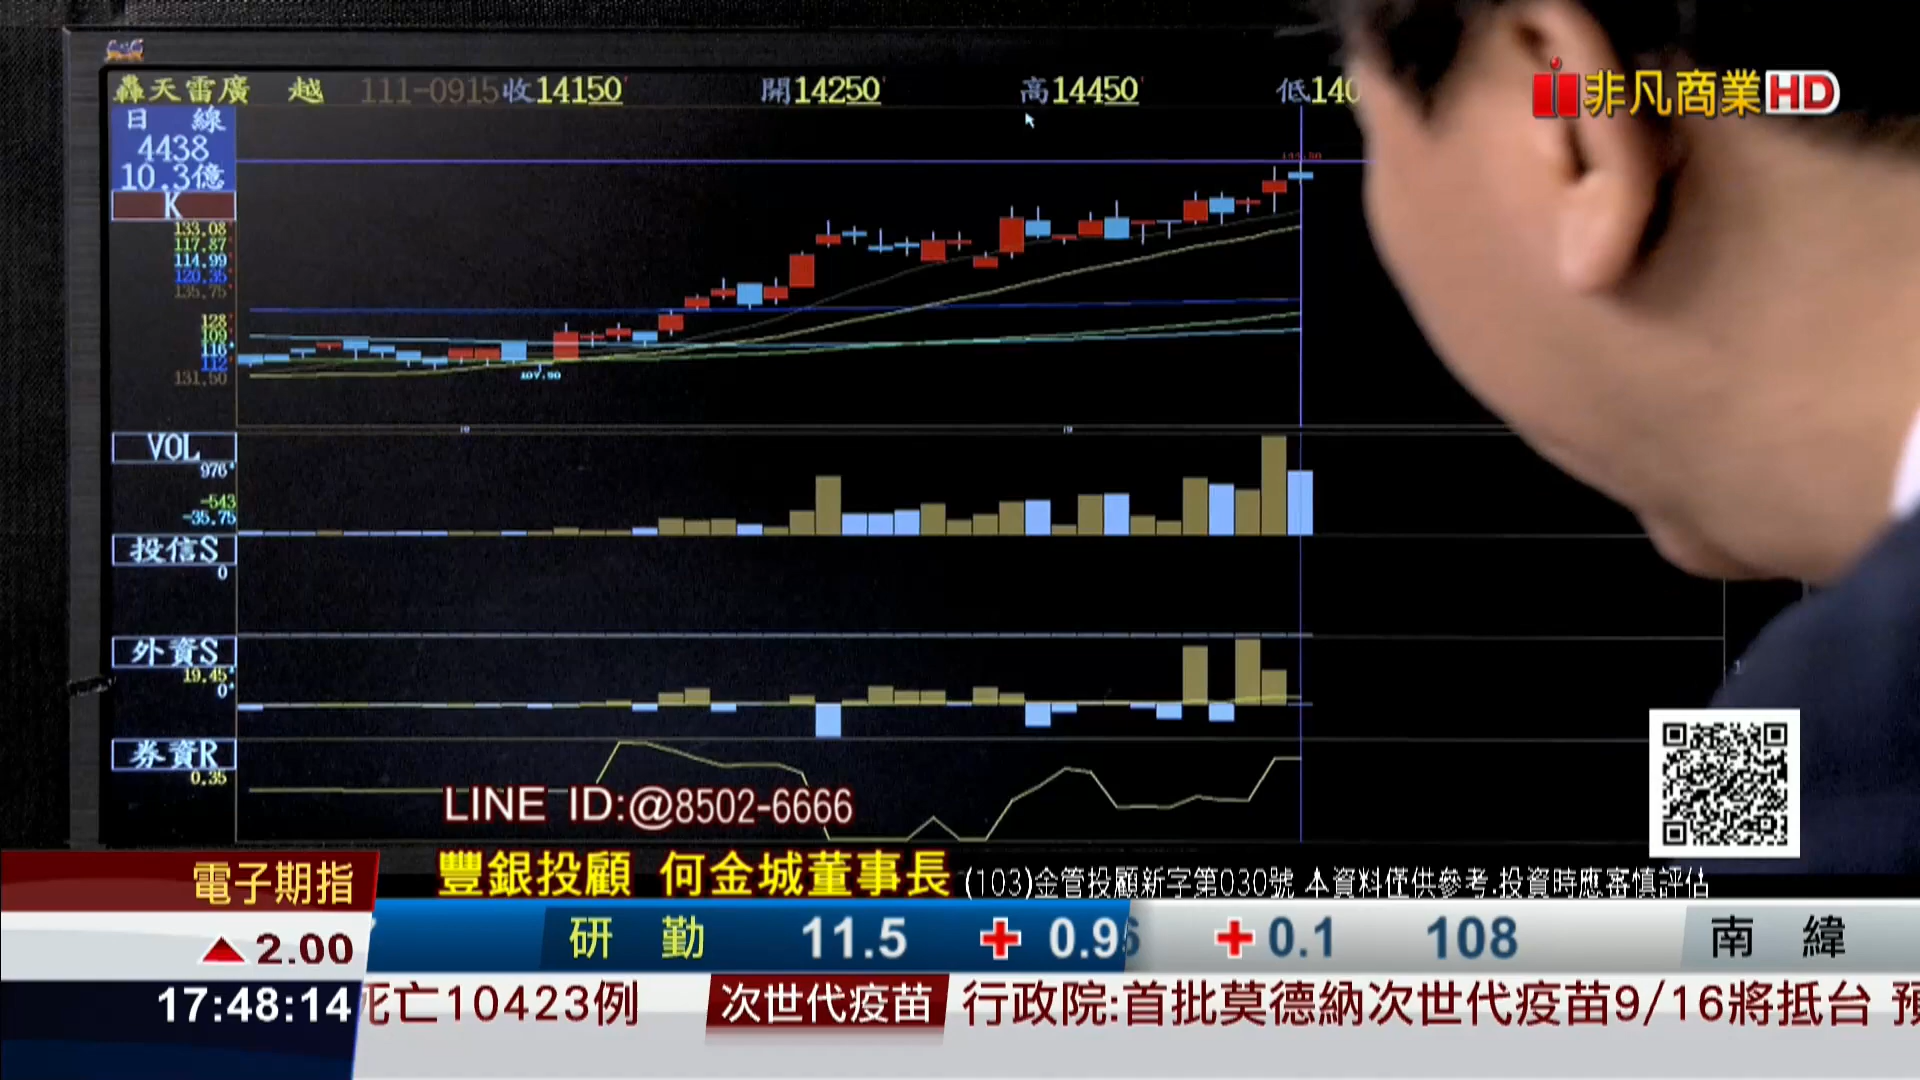 轟天雷廣 越 111-0915收14150 開14250 高14450 低140
非凡商業HD
日 線
4438
10.3億
K
133.08
117.87
114.99
120.35
135.75
128
109
116
112
131.50
107.90
VOL
976
-543
-35.75
投信S
0
外資S
19.45
0
券資R
0.35
LINE ID:@8502-6666
豐銀投顧 何金城董事長 (103)金管投顧新字第030號 本資料僅供參考.投資時應審慎評估
電子期指
2.00
研 勤 11.5 + 0.96 + 0.1 108 南 緯
17:48:14
死亡10423例 次世代疫苗 行政院:首批莫德納次世代疫苗9/16將抵台 預